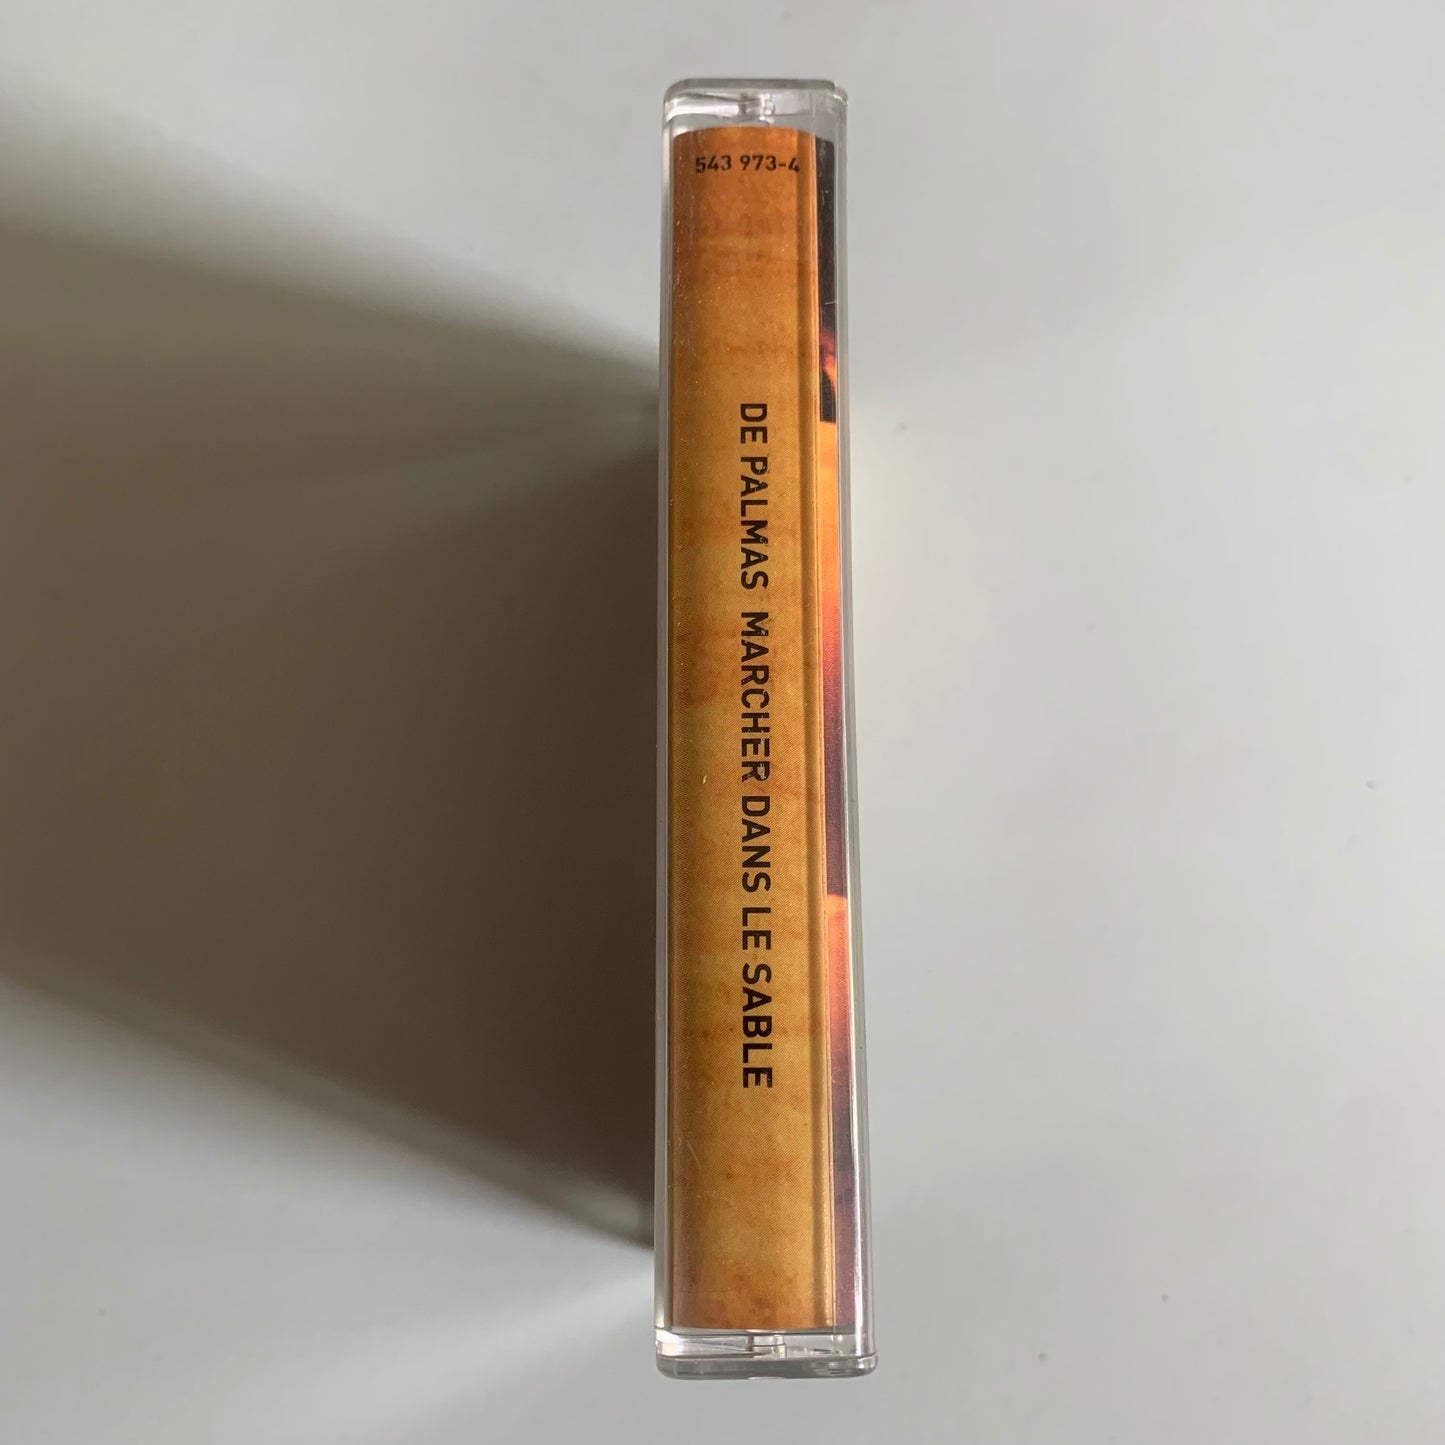 543 973-4
DE PALMAS MARCHER DANS LE SABLE